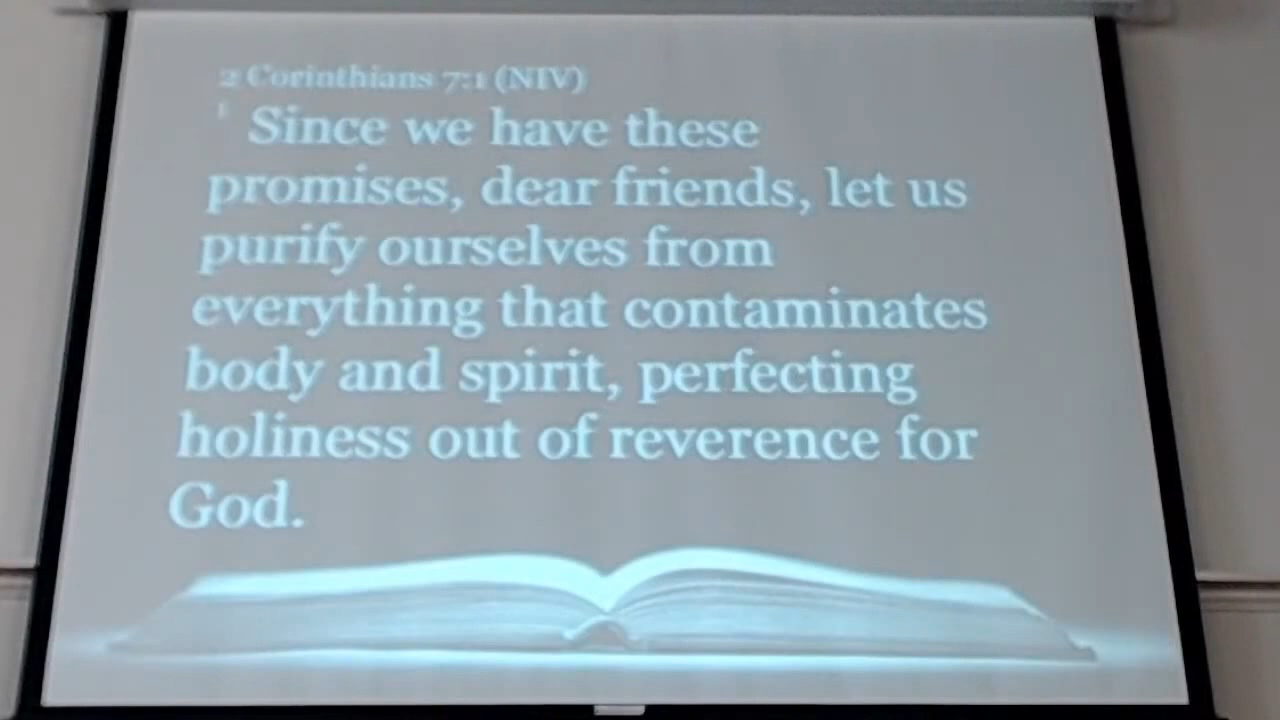 2 Corinthians 7:1 (NIV)
1 Since we have these
promises, dear friends, let us
purify ourselves from
everything that contaminates
body and spirit, perfecting
holiness out of reverence for
God.